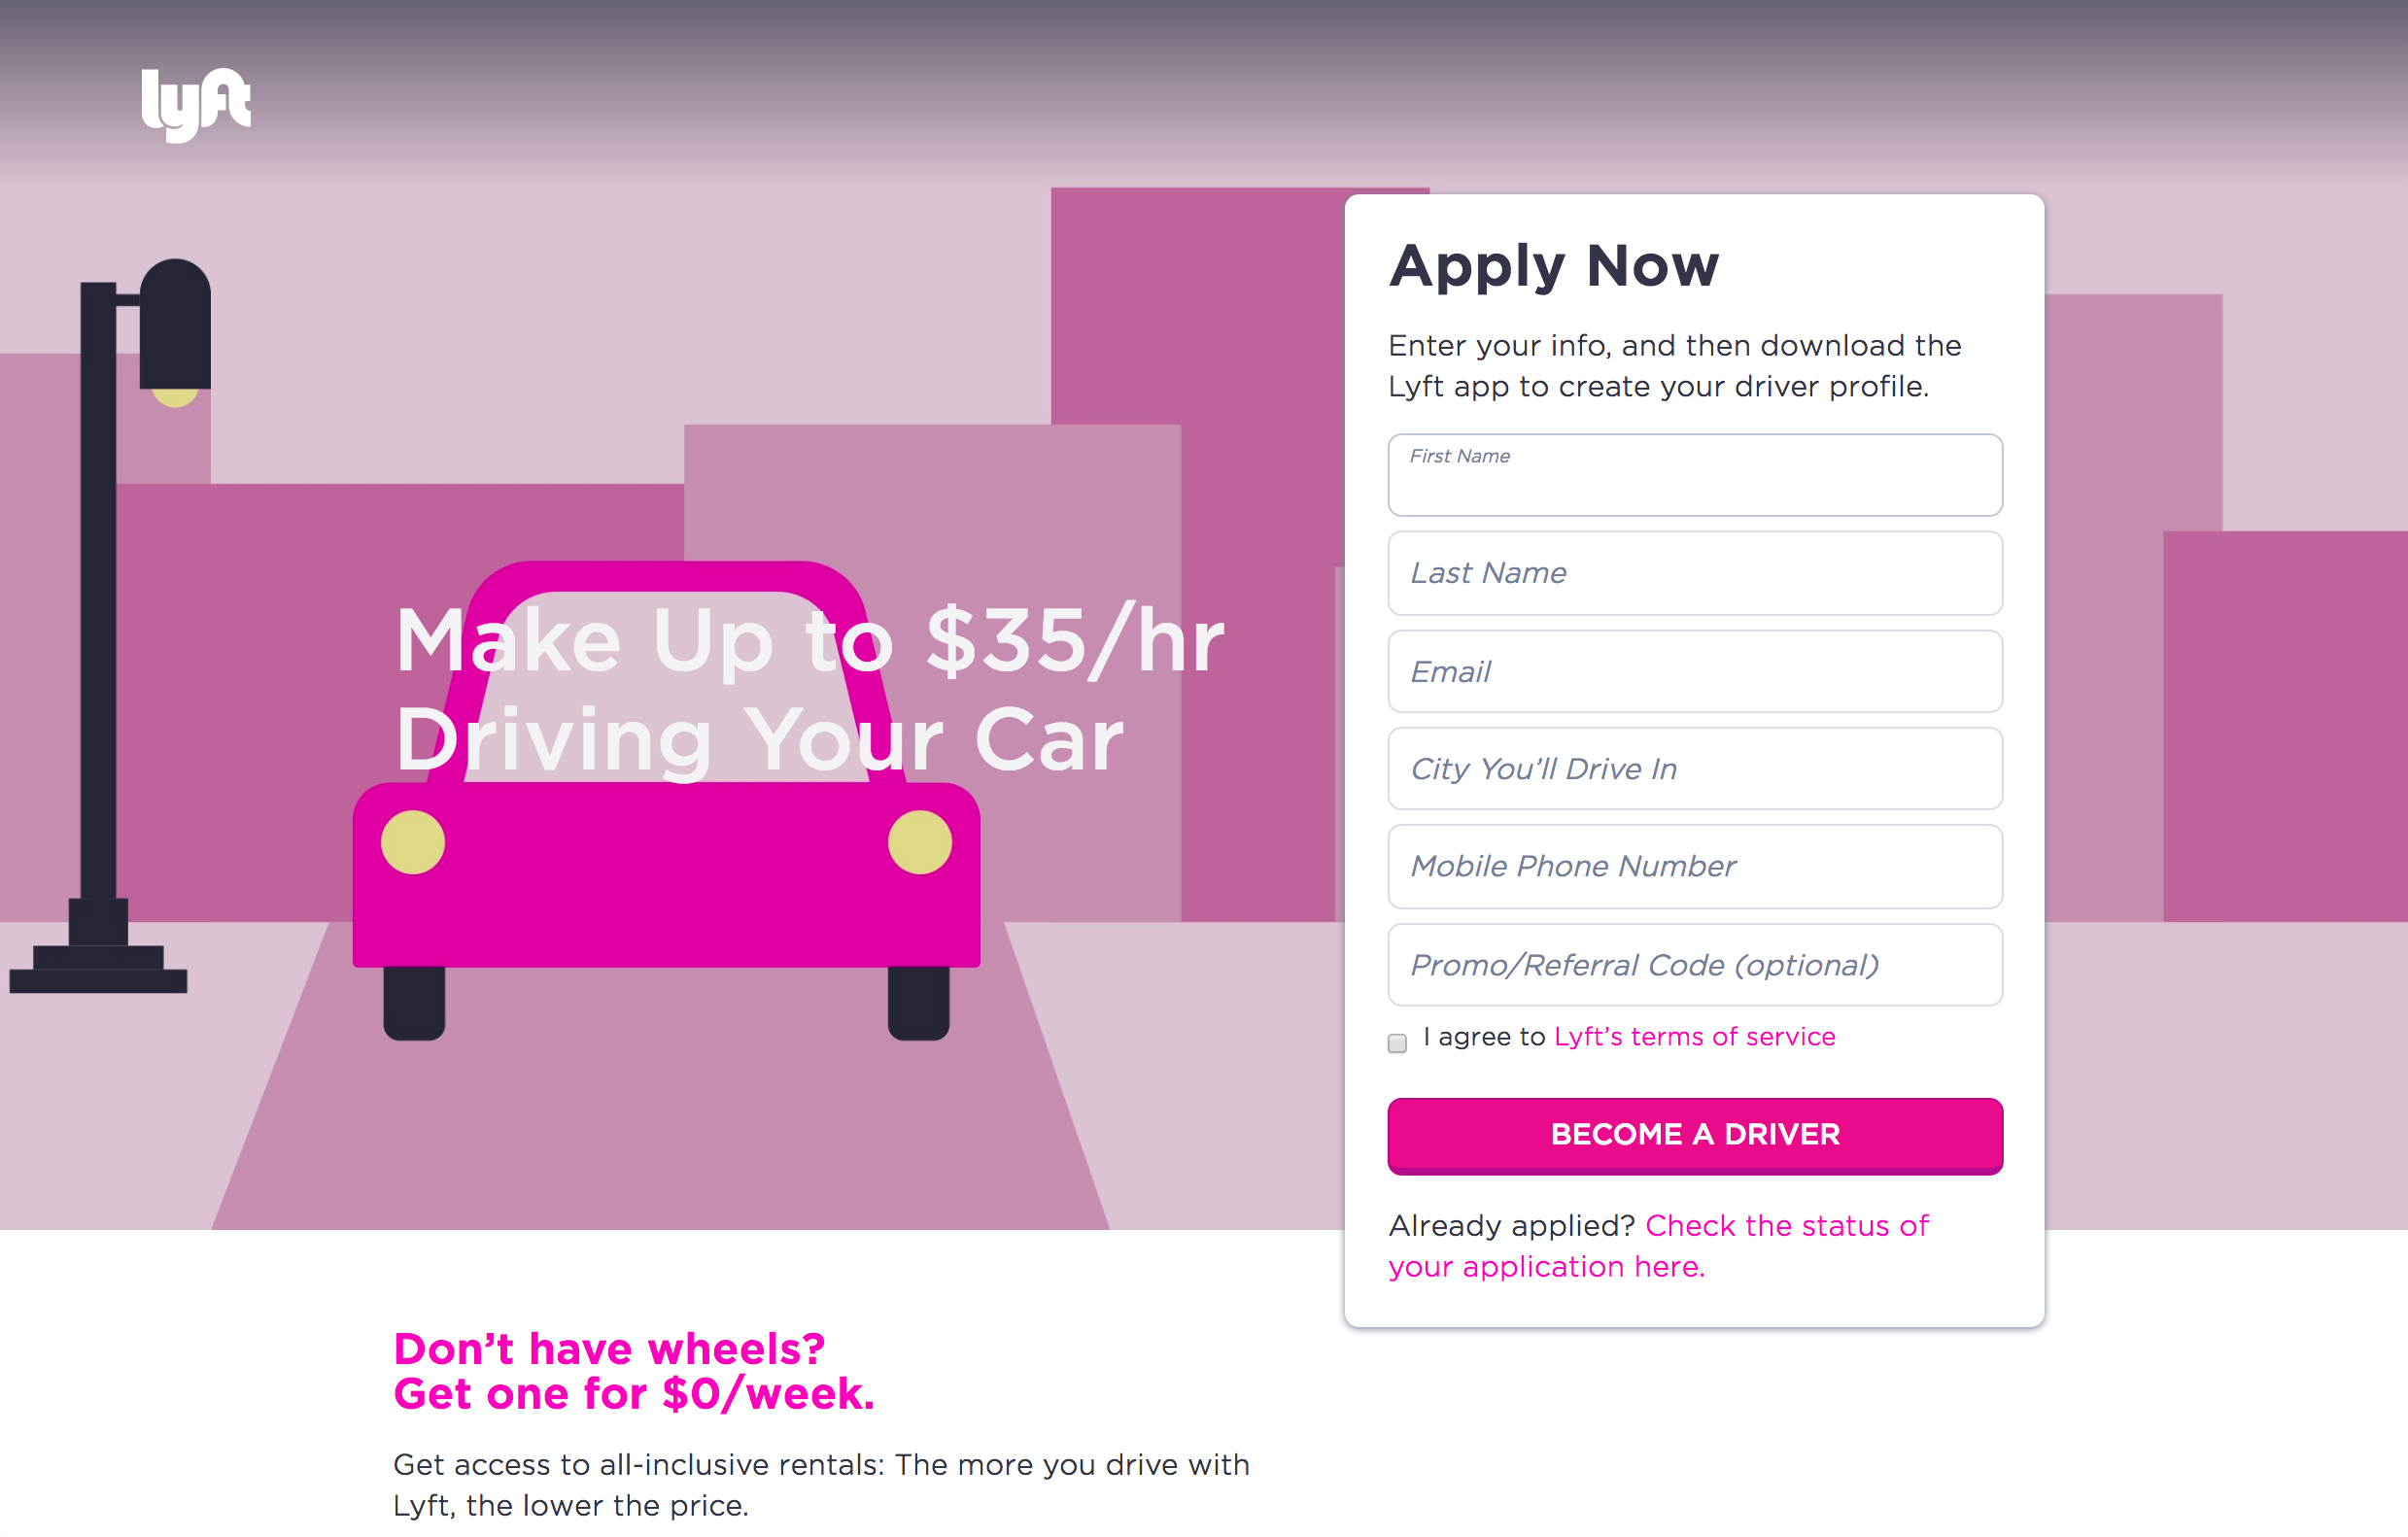 lyft
Make Up to $35/hr
Driving Your Car
Apply Now
Enter your info, and then download the
Lyft app to create your driver profile.
First Name
Last Name
Email
City You’ll Drive In
Mobile Phone Number
Promo/Referral Code (optional)
I agree to Lyft’s terms of service
BECOME A DRIVER
Already applied? Check the status of
your application here.
Don’t have wheels?
Get one for $0/week.
Get access to all-inclusive rentals: The more you drive with
Lyft, the lower the price.